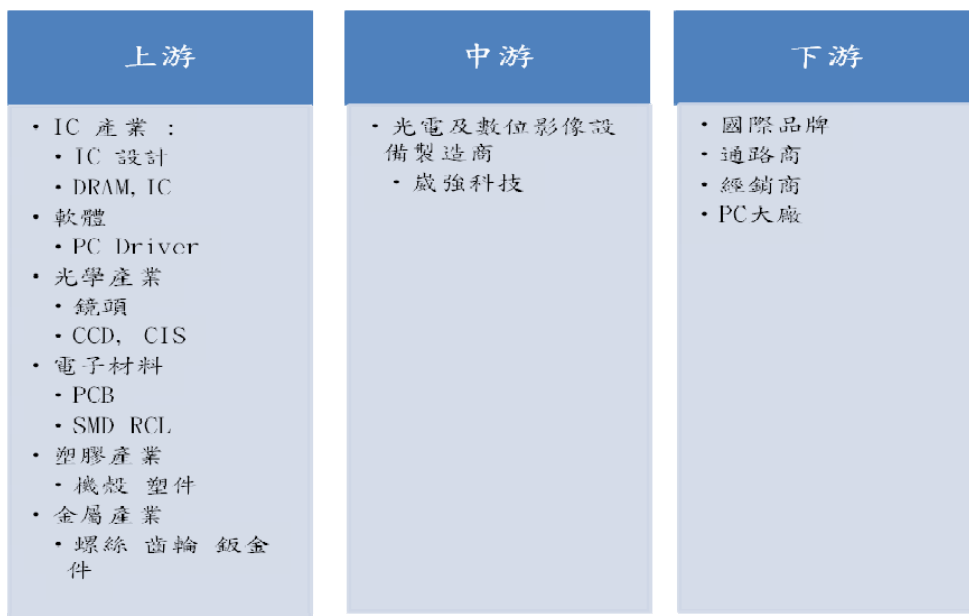 上游
・IC 產業 :
・IC 設計
・DRAM, IC
・軟體
・PC Driver
・光學產業
・鏡頭
・CCD, CIS
・電子材料
・PCB
・SMD RCL
・塑膠產業
・機殼 塑件
・金屬產業
・螺絲 齒輪 鈑金
件
中游
・光電及數位影像設
備製造商
・崴強科技
下游
・國際品牌
・通路商
・經銷商
・PC大廠